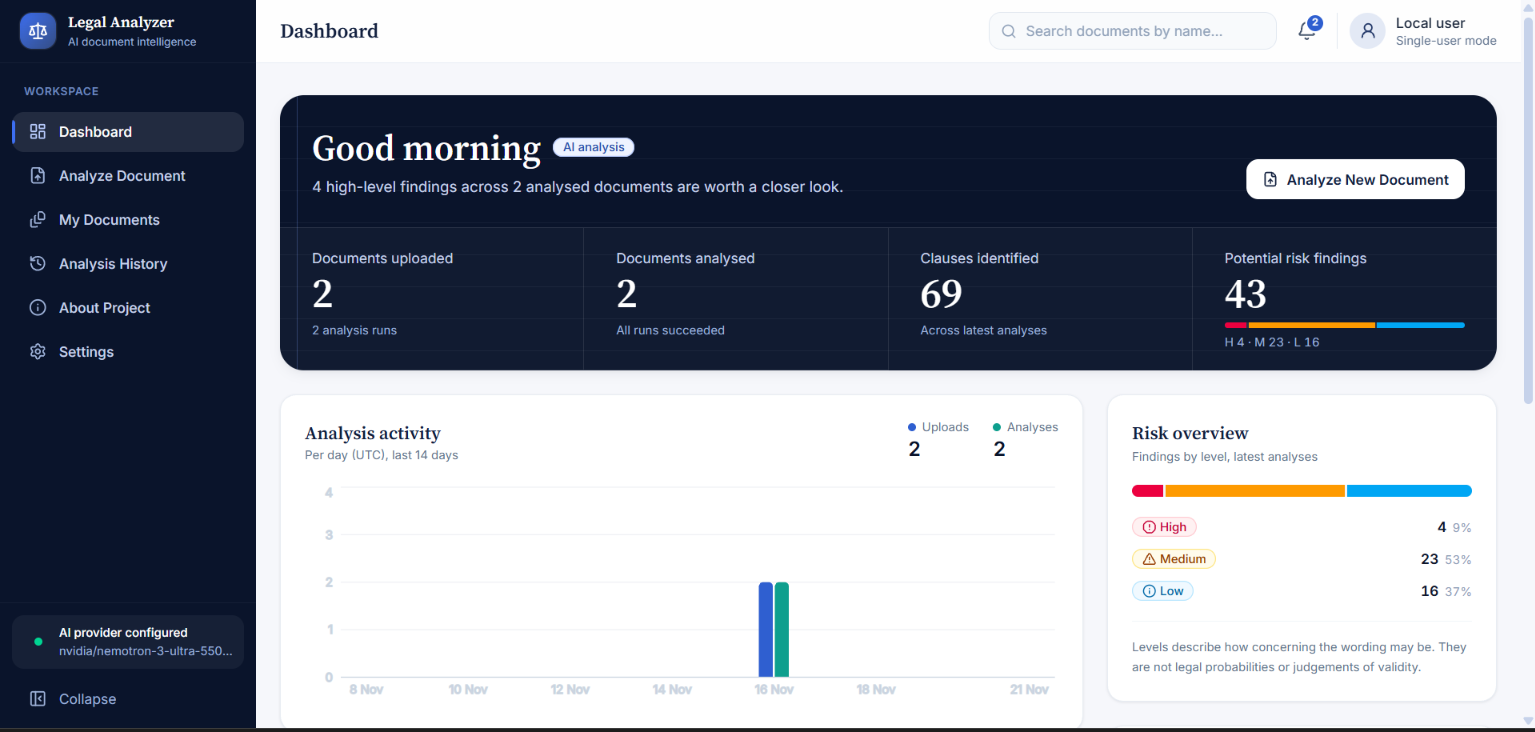 Legal Analyzer
AI document intelligence
WORKSPACE
Dashboard
Analyze Document
My Documents
Analysis History
About Project
Settings
AI provider configured
nvidia/nemotron-3-ultra-550...
Collapse
Dashboard
Search documents by name...
2
Local user
Single-user mode
Good morning
AI analysis
4 high-level findings across 2 analysed documents are worth a closer look.
Analyze New Document
Documents uploaded
2
2 analysis runs
Documents analysed
2
All runs succeeded
Clauses identified
69
Across latest analyses
Potential risk findings
43
H 4 · M 23 · L 16
Analysis activity
Per day (UTC), last 14 days
Uploads
2
Analyses
2
4
3
2
1
0
8 Nov 10 Nov 12 Nov 14 Nov 16 Nov 18 Nov 21 Nov
Risk overview
Findings by level, latest analyses
High 4 9%
Medium 23 53%
Low 16 37%
Levels describe how concerning the wording may be. They
are not legal probabilities or judgements of validity.